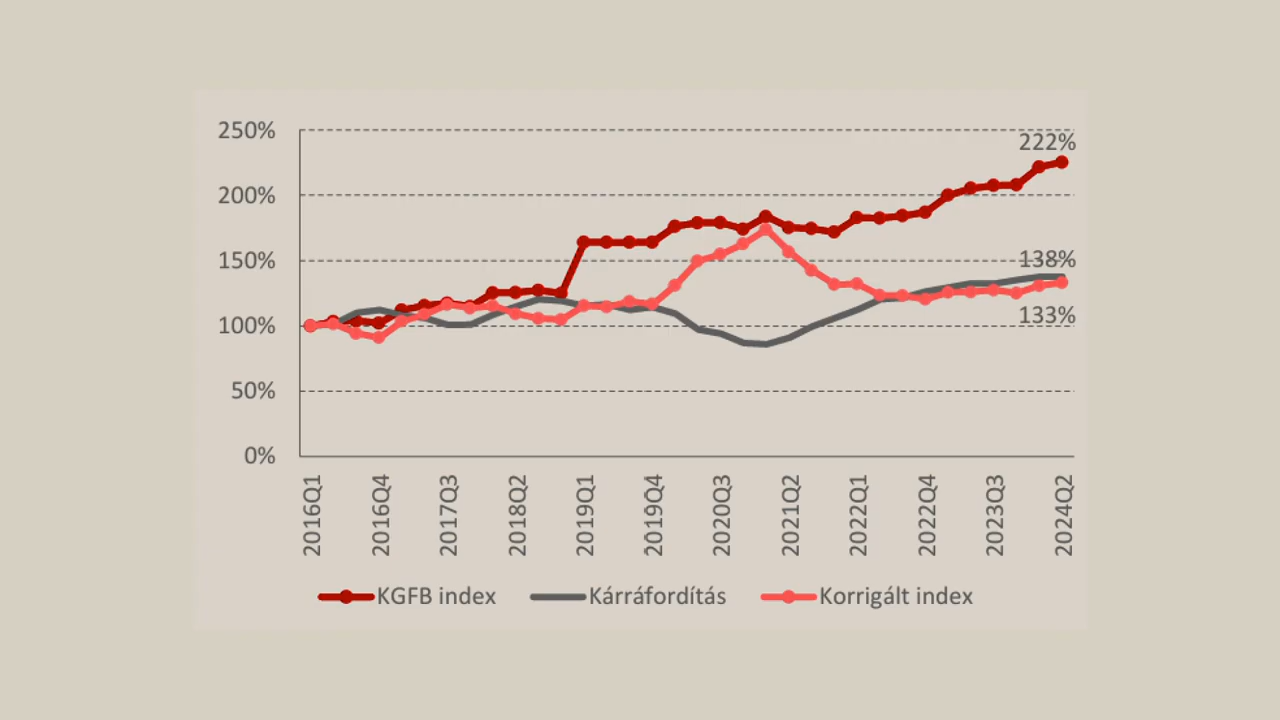 250%
222%
200%
150%
138%
100%
133%
50%
0%
2016Q1
2016Q4
2017Q3
2018Q2
2019Q1
2019Q4
2020Q3
2021Q2
2022Q1
2022Q4
2023Q3
2024Q2
KGFB index
Kárráfordítás
Korrigált index